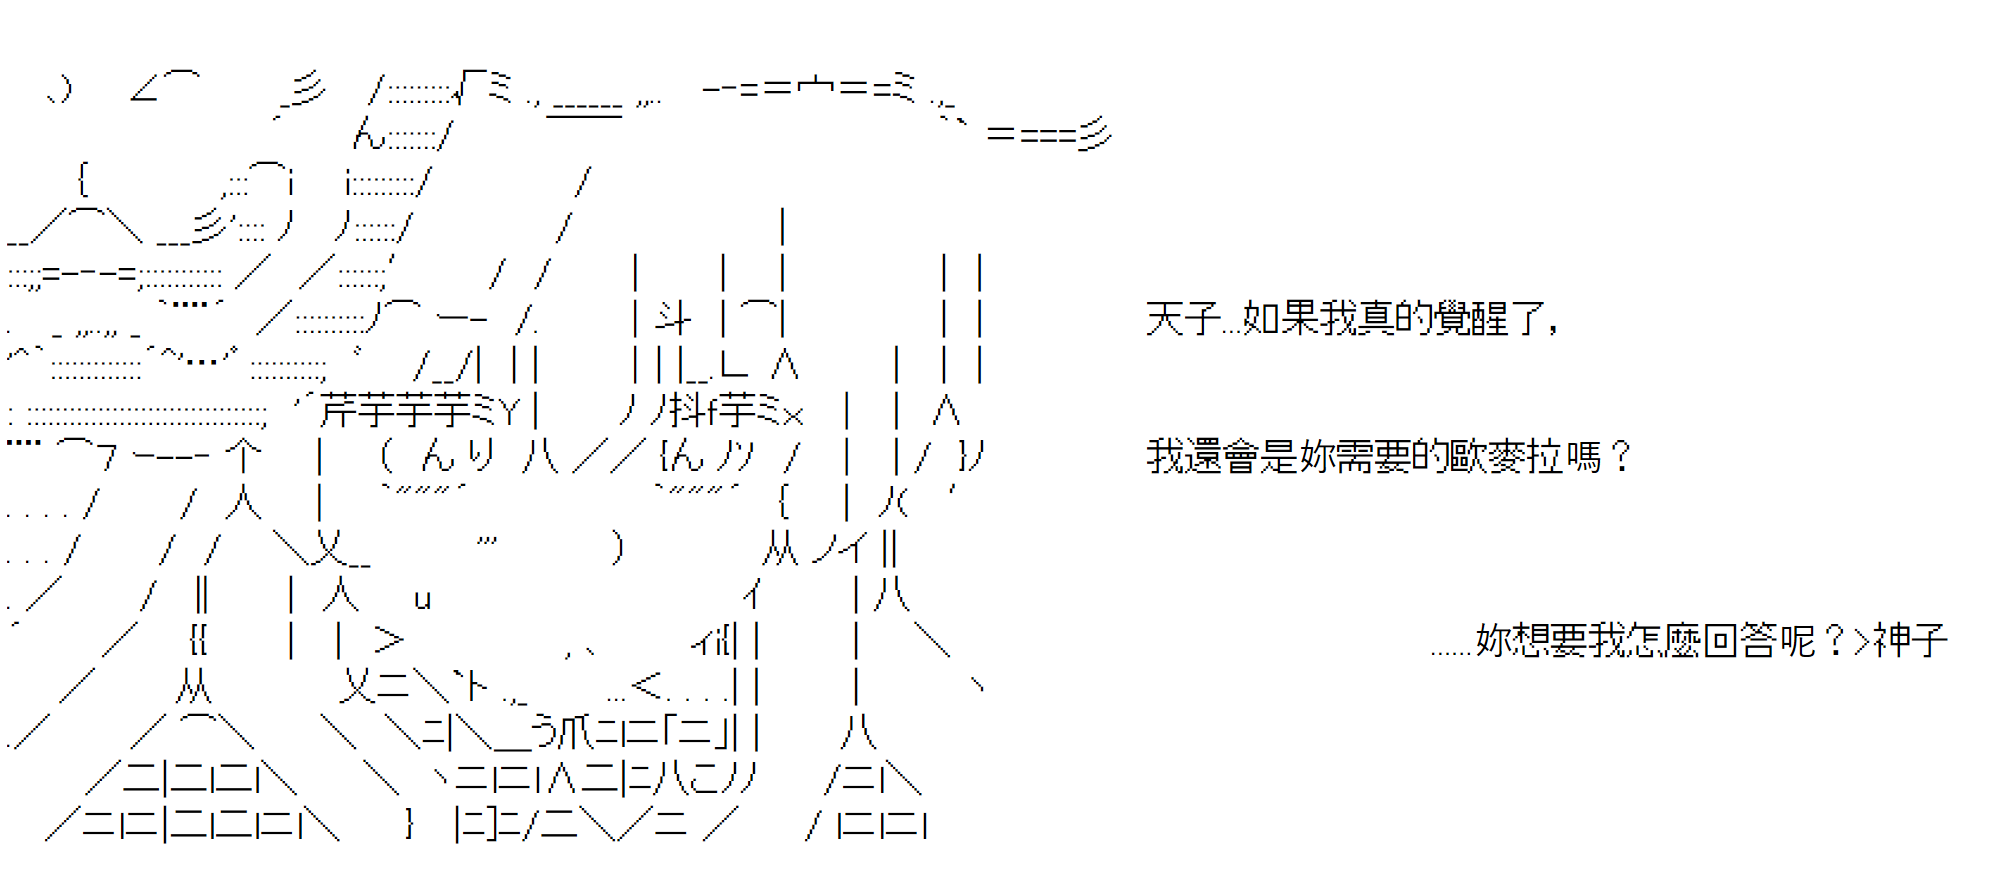 天子...如果我真的覺醒了，
我還會是妳需要的歐麥拉嗎？
......妳想要我怎麼回答呢？>神子